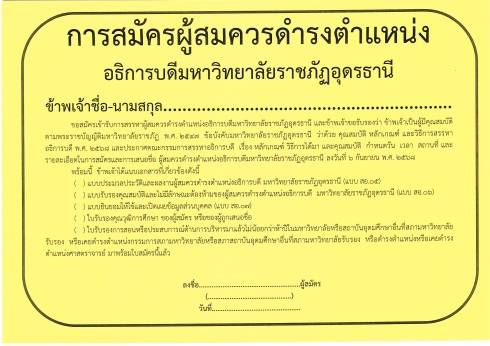 การสมัครผู้สมควรดำรงตำแหน่ง
อธิการบดีมหาวิทยาลัยราชภัฏอุดรธานี
ข้าพเจ้าชื่อ-นามสกุล........................................................................
ขอสมัครเข้ารับการสรรหาผู้สมควรดำรงตำแหน่งอธิการบดีมหาวิทยาลัยราชภัฏอุดรธานี และข้าพเจ้าขอรับรองว่า ข้าพเจ้าเป็นผู้มีคุณสมบัติ
ตามพระราชบัญญัติมหาวิทยาลัยราชภัฏ พ.ศ. ๒๕๔๗ ข้อบังคับมหาวิทยาลัยราชภัฏอุดรธานี ว่าด้วย คุณสมบัติ หลักเกณฑ์ และวิธีการสรรหา
อธิการบดี พ.ศ. ๒๕๖๘ และประกาศคณะกรรมการสรรหาอธิการบดี เรื่อง หลักเกณฑ์ วิธีการได้มา และคุณสมบัติ กำหนดวัน เวลา สถานที่ และ
รายละเอียดในการสมัครและการเสนอชื่อ ผู้สมควรดำรงตำแหน่งอธิการบดีมหาวิทยาลัยราชภัฏอุดรธานี ลงวันที่ ๖ กันยายน พ.ศ. ๒๕๖๘
พร้อมนี้ ข้าพเจ้าได้แนบเอกสารที่เกี่ยวข้องดังนี้
( ) แบบประมวลประวัติและผลงานผู้สมควรดำรงตำแหน่งอธิการบดี มหาวิทยาลัยราชภัฏอุดรธานี (แบบ สอ.๐๕)
( ) แบบรับรองคุณสมบัติและไม่มีลักษณะต้องห้ามของผู้สมควรดำรงตำแหน่งอธิการบดี มหาวิทยาลัยราชภัฏอุดรธานี (แบบ สอ.๐๖)
( ) แบบยินยอมให้ใช้และเปิดเผยข้อมูลส่วนบุคคล (แบบ สอ.๐๗)
( ) ใบรับรองคุณวุฒิการศึกษา ของผู้สมัคร หรือของผู้ถูกเสนอชื่อ
( ) ใบรับรองการสอนหรือประสบการณ์ด้านการบริหารมาแล้วไม่น้อยกว่าห้าปีในมหาวิทยาลัยหรือสถาบันอุดมศึกษาอื่นที่สภามหาวิทยาลัย
รับรอง หรือเคยดำรงตำแหน่งกรรมการสภามหาวิทยาลัยหรือสภาสถาบันอุดมศึกษาอื่นที่สภามหาวิทยาลัยรับรอง หรือดำรงตำแหน่งหรือเคยดำรง
ตำแหน่งศาสตราจารย์ มาพร้อมใบสมัครนี้แล้ว
ลงชื่อ..................................................ผู้สมัคร
(............................................)
วันที่..............................................